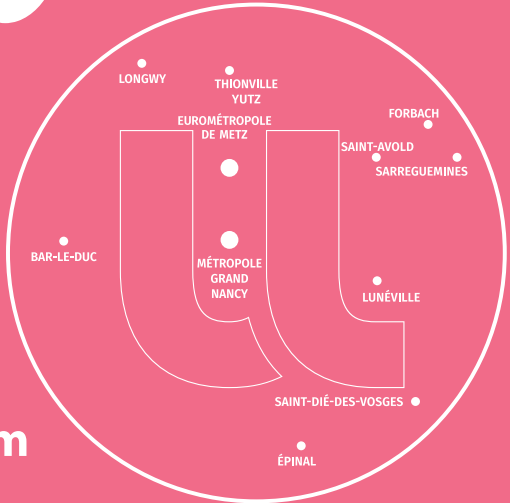 LONGWY
THIONVILLE
YUTZ
EUROMÉTROPOLE
DE METZ
FORBACH
SAINT-AVOLD
SARREGUEMINES
BAR-LE-DUC
MÉTROPOLE
GRAND
NANCY
LUNÉVILLE
SAINT-DIÉ-DES-VOSGES
m
ÉPINAL